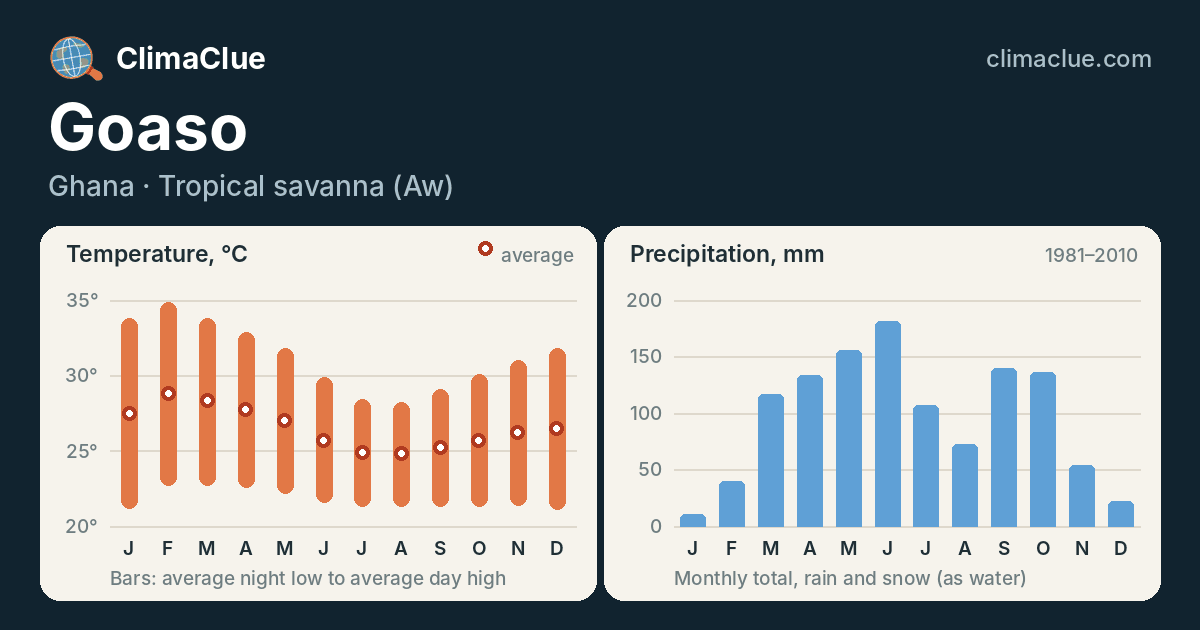 ClimaClue
climaclue.com
Goaso
Ghana · Tropical savanna (Aw)
Temperature, °C
average
35°
30°
25°
20°
J F M A M J J A S O N D
Bars: average night low to average day high
Precipitation, mm
1981–2010
200
150
100
50
0
J F M A M J J A S O N D
Monthly total, rain and snow (as water)